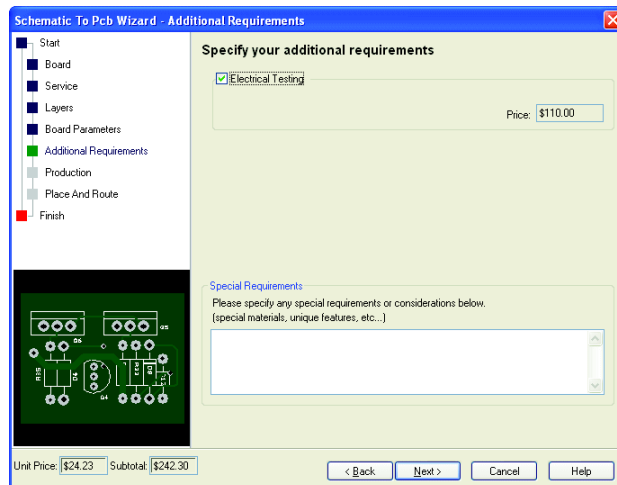 Schematic To Pcb Wizard - Additional Requirements
Start
Board
Service
Layers
Board Parameters
Additional Requirements
Production
Place And Route
Finish
Specify your additional requirements
Electrical Testing
Price: $110.00
Special Requirements
Please specify any special requirements or considerations below.
(special materials, unique features, etc...)
Unit Price: $24.23 Subtotal: $242.30
< Back Next > Cancel Help